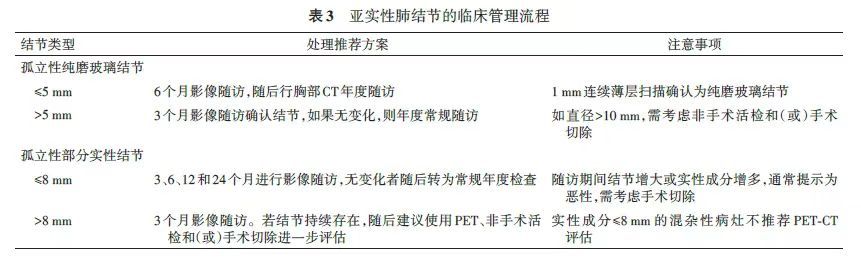 表3 亚实性肺结节的临床管理流程
结节类型 处理推荐方案 注意事项
孤立性纯磨玻璃结节
≤5 mm 6个月影像随访,随后行胸部CT年度随访 1 mm连续薄层扫描确认为纯磨玻璃结节
>5 mm 3个月影像随访确认结节,如果无变化,则年度常规随访 如直径>10 mm,需考虑非手术活检和(或)手术
切除
孤立性部分实性结节
≤8 mm 3、6、12和24个月进行影像随访,无变化者随后转为常规年度检查 随访期间结节增大或实性成分增多,通常提示为
恶性,需考虑手术切除
>8 mm 3个月影像随访。若结节持续存在,随后建议使用PET、非手术活 实性成分≤8 mm的混杂性病灶不推荐PET-CT
检和(或)手术切除进一步评估 评估